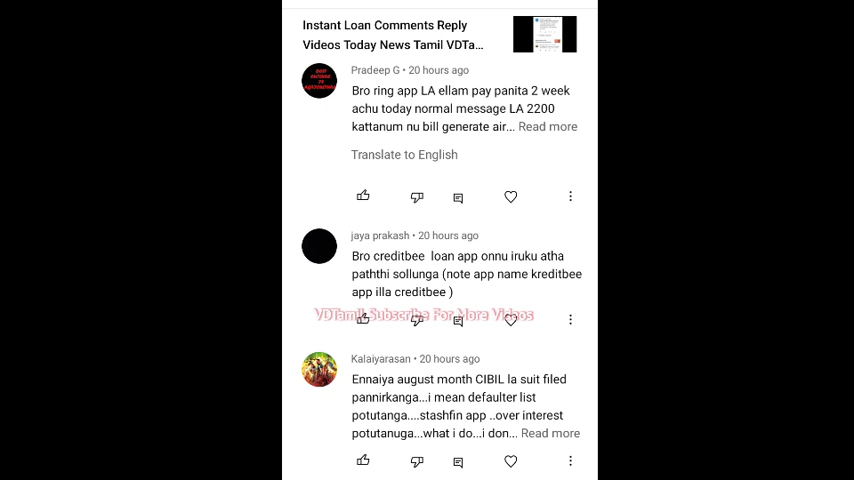 Instant Loan Comments Reply
Videos Today News Tamil VDTa...
Pradeep G • 20 hours ago
Bro ring app LA ellam pay panita 2 week
achu today normal message LA 2200
kattanum nu bill generate air... Read more
Translate to English
jaya prakash • 20 hours ago
Bro creditbee loan app onnu iruku atha
paththi sollunga (note app name kreditbee
app illa creditbee )
VDTamil Subscribe For More Videos
Kalaiyarasan • 20 hours ago
Ennaiya august month CIBIL la suit filed
pannirkanga...i mean defaulter list
potutanga....stashfin app ..over interest
potutanuga...what i do...i don... Read more